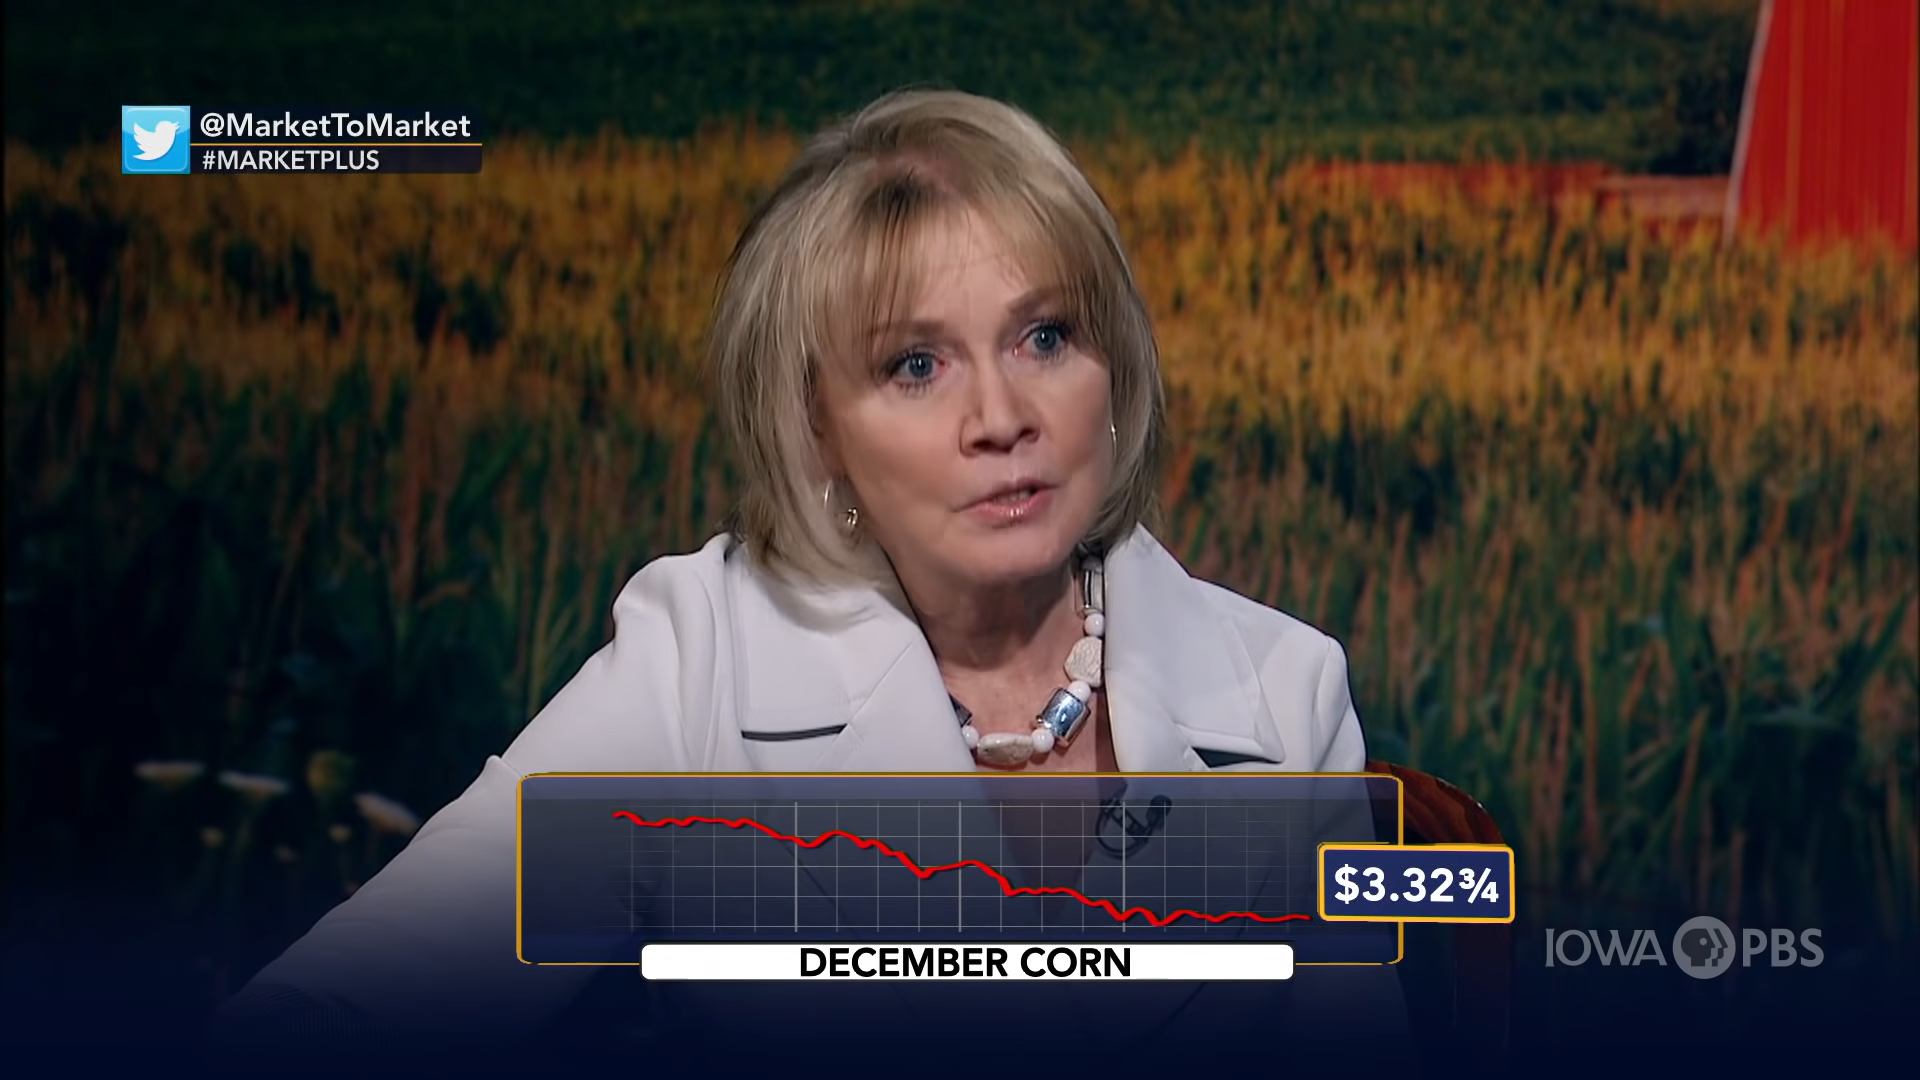 @MarketToMarket
#MARKETPLUS
$3.32¾
DECEMBER CORN
IOWA PBS